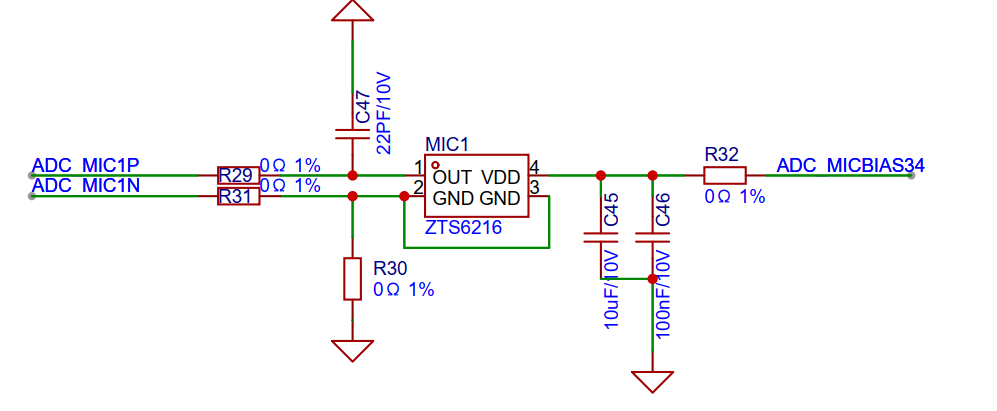 C47
22PF/10V
MIC1
ADC_MIC1P
R29
0Ω 1%
1
OUT
VDD
4
R32
0Ω 1%
ADC_MICBIAS34
ADC_MIC1N
R31
0Ω 1%
2
GND
GND
3
ZTS6216
C45
10uF/10V
C46
100nF/10V
R30
0Ω 1%